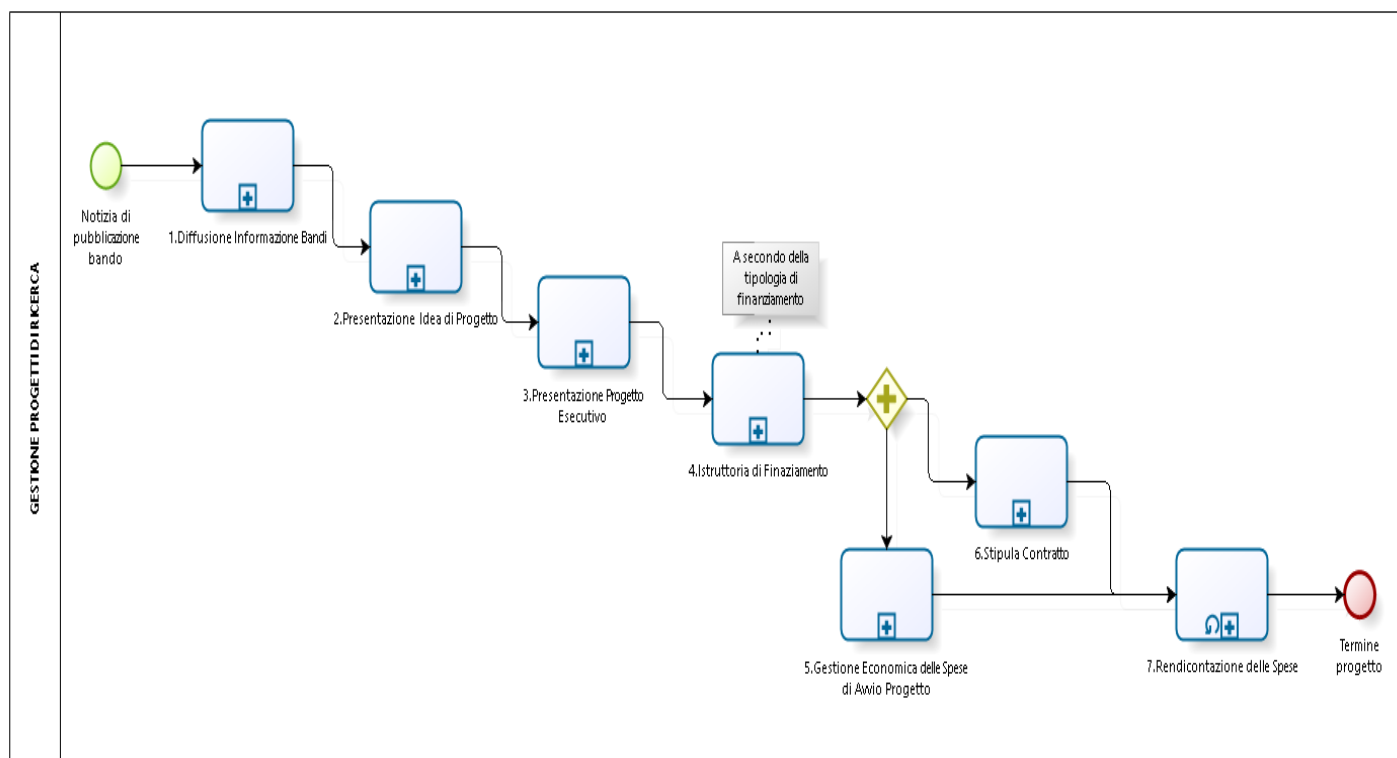 GESTIONE PROGETTI DI RICERCA
Notizia di
pubblicazione
bando
1.Diffusione Informazione Bandi
2.Presentazione Idea di Progetto
3.Presentazione Progetto
Esecutivo
A secondo della
tipologia di
finanziamento
4.Istruttoria di Finaziamento
5.Gestione Economica delle Spese
di Avvio Progetto
6.Stipula Contratto
7.Rendicontazione delle Spese
Termine
progetto